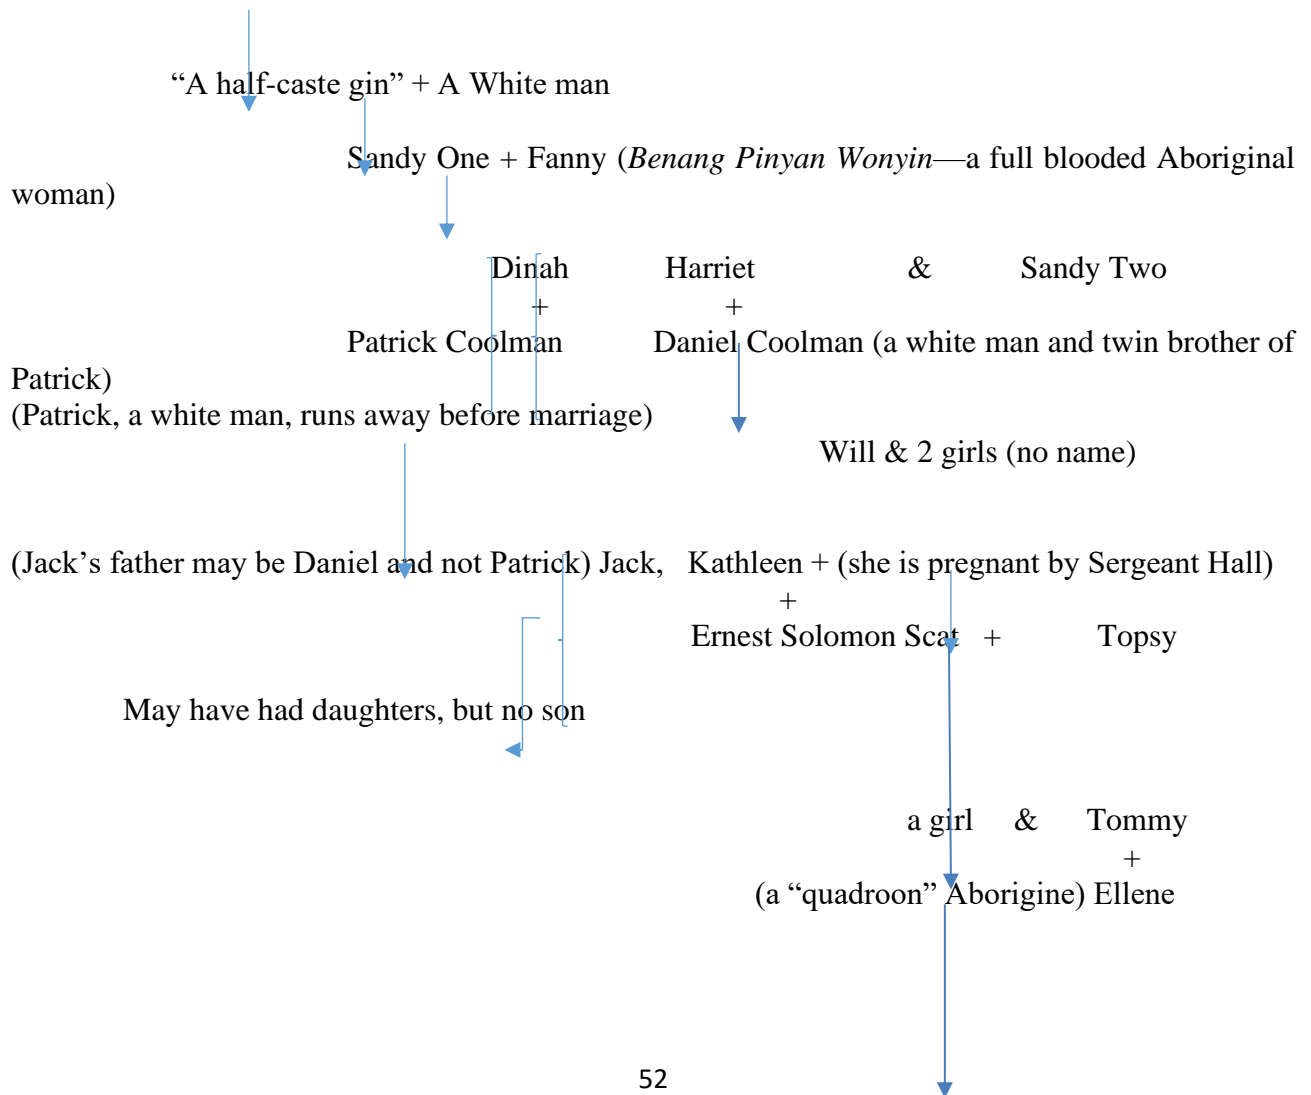 “A half-caste gin” + A White man
Sandy One + Fanny (Benang Pinyan Wonyin—a full blooded Aboriginal
woman)
Dinah Harriet & Sandy Two
+ +
Patrick Coolman Daniel Coolman (a white man and twin brother of
Patrick)
(Patrick, a white man, runs away before marriage)
Will & 2 girls (no name)
(Jack’s father may be Daniel and not Patrick) Jack, Kathleen + (she is pregnant by Sergeant Hall)
+
Ernest Solomon Scat + Topsy
May have had daughters, but no son
a girl & Tommy
+
(a “quadroon” Aborigine) Ellene
52